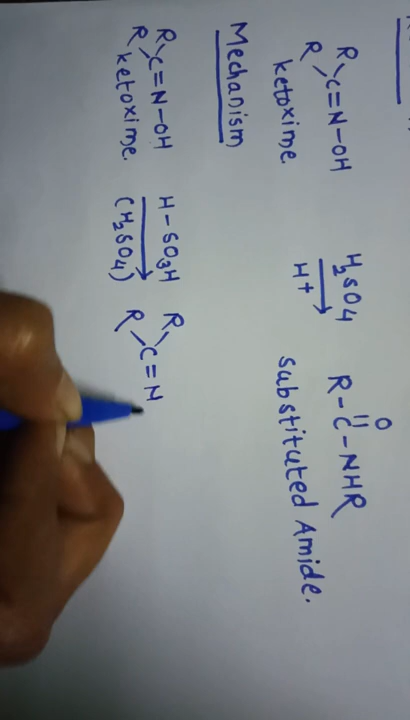 R
R C=N-OH H2SO4 O
ketoxime. H+ R-C-NHR
substituted Amide.
Mechanism
R
R C=N-OH H-SO3H R
ketoxime. (H2SO4) R C=N